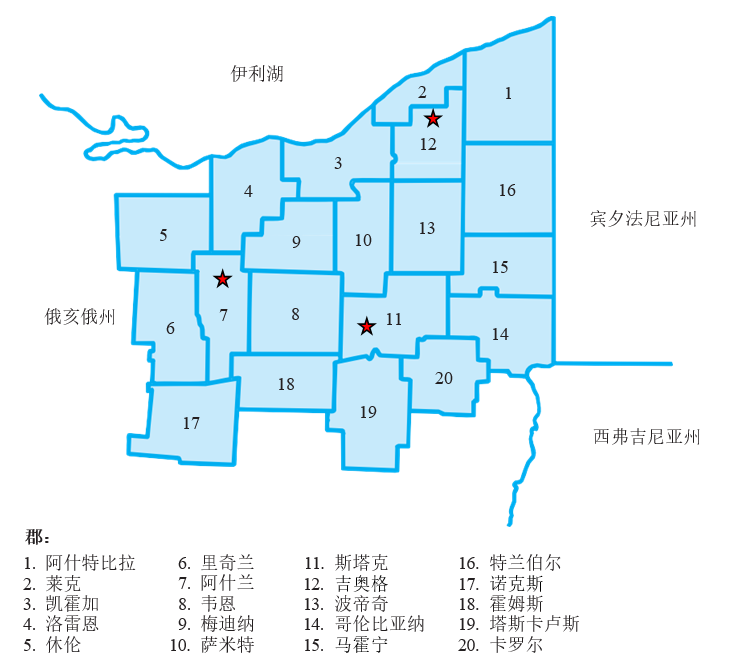 伊利湖
宾夕法尼亚州
俄亥俄州
西弗吉尼亚州
2
1
12
3
4
16
5
9
10
13
15
7
8
11
6
14
18
20
17
19
郡：
1. 阿什特比拉 6. 里奇兰 11. 斯塔克 16. 特兰伯尔
2. 莱克 7. 阿什兰 12. 吉奥格 17. 诺克斯
3. 凯霍加 8. 韦恩 13. 波帝奇 18. 霍姆斯
4. 洛雷恩 9. 梅迪纳 14. 哥伦比亚纳 19. 塔斯卡卢斯
5. 休伦 10. 萨米特 15. 马霍宁 20. 卡罗尔